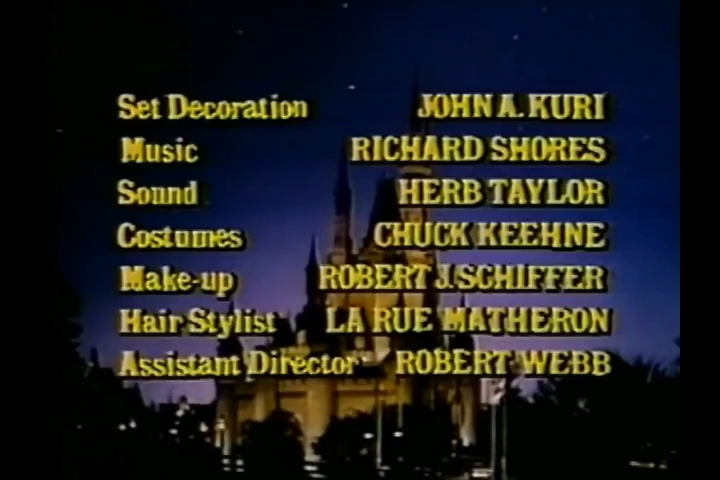 Set Decoration JOHN A. KURI
Music RICHARD SHORES
Sound HERB TAYLOR
Costumes CHUCK KEEHNE
Make-up ROBERT J. SCHIFFER
Hair Stylist LA RUE MATHERON
Assistant Director ROBERT WEBB